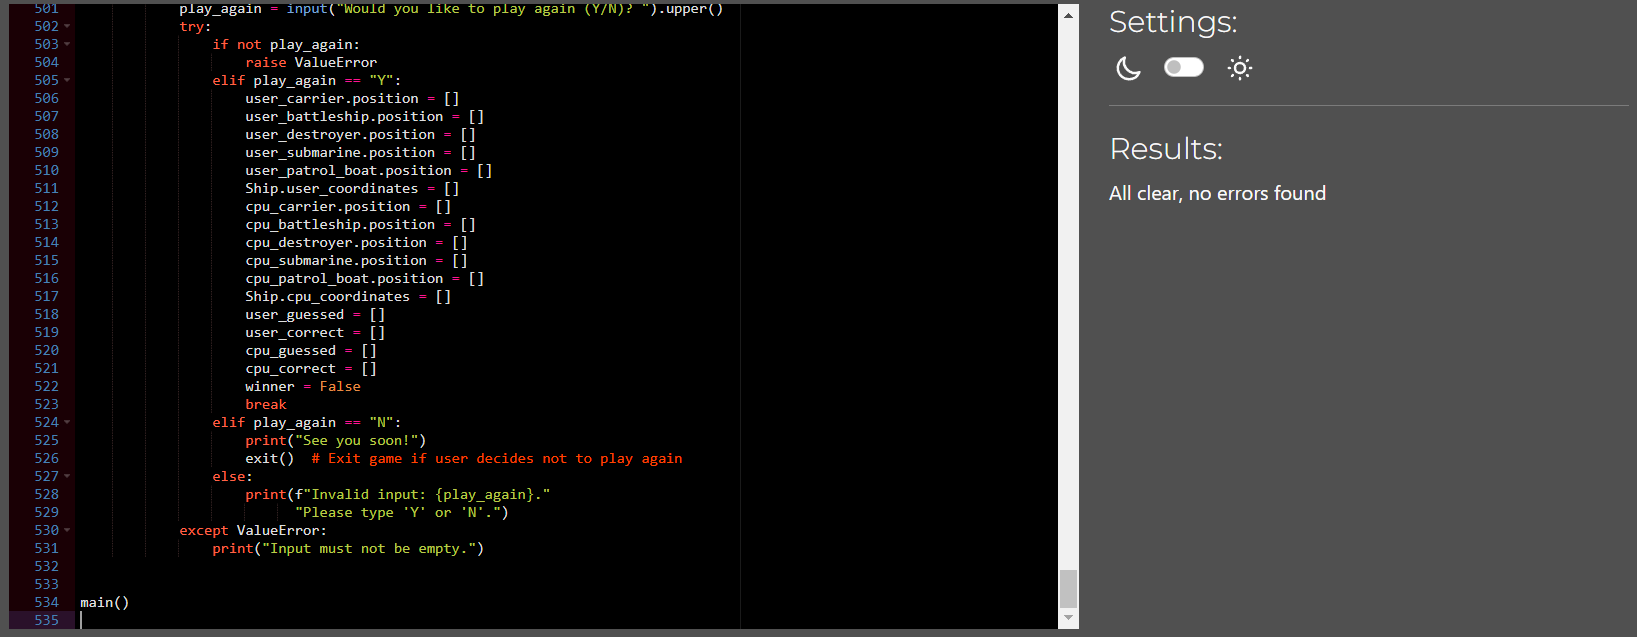 501 play_again = input("Would you like to play again (Y/N)? ").upper()
502 try:
503 if not play_again:
504 raise ValueError
505 elif play_again == "Y":
506 user_carrier.position = []
507 user_battleship.position = []
508 user_destroyer.position = []
509 user_submarine.position = []
510 user_patrol_boat.position = []
511 Ship.user_coordinates = []
512 cpu_carrier.position = []
513 cpu_battleship.position = []
514 cpu_destroyer.position = []
515 cpu_submarine.position = []
516 cpu_patrol_boat.position = []
517 Ship.cpu_coordinates = []
518 user_guessed = []
519 user_correct = []
520 cpu_guessed = []
521 cpu_correct = []
522 winner = False
523 break
524 elif play_again == "N":
525 print("See you soon!")
526 exit()  # Exit game if user decides not to play again
527 else:
528 print(f"Invalid input: {play_again}."
529 "Please type 'Y' or 'N'.")
530 except ValueError:
531 print("Input must not be empty.")
532
533
534 main()
535
Settings:
Results:
All clear, no errors found